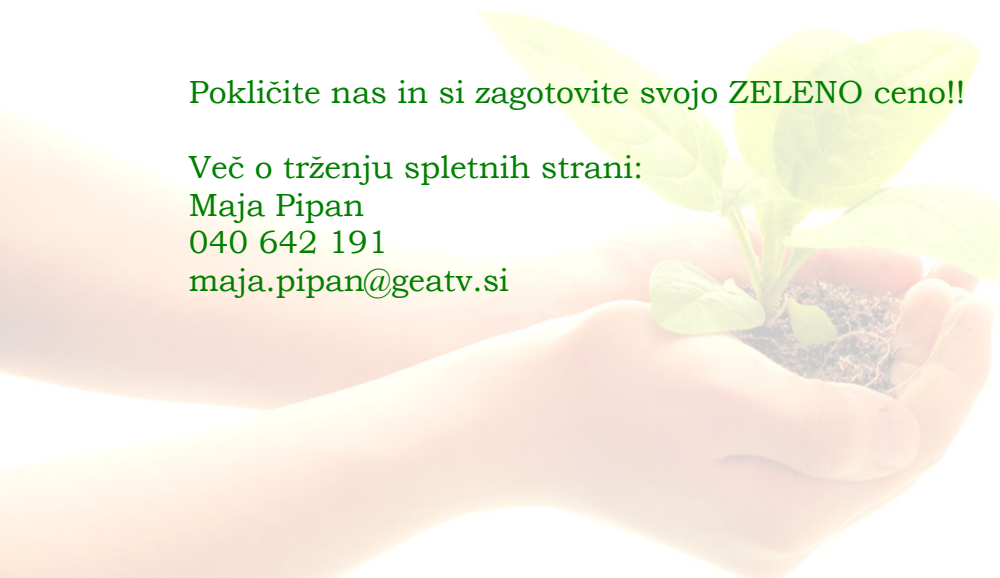 Pokličite nas in si zagotovite svojo ZELENO ceno!!
Več o trženju spletnih strani:
Maja Pipan
040 642 191
maja.pipan@geatv.si